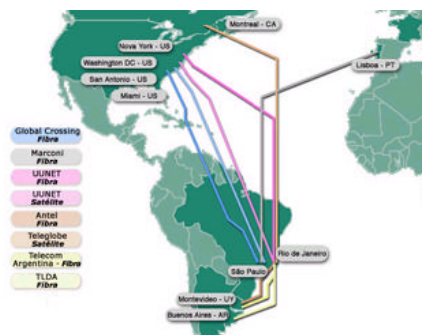 Montreal - CA
Nova York - US
Washington DC - US
San Antonio - US
Miami - US
Lisboa - PT
Global Crossing
Fibra
Marconi
Fibra
UUNET
Fibra
UUNET
Satélite
Antel
Fibra
Teleglobe
Satélite
Telecom
Argentina - Fibra
TLDA
Fibra
Rio de Janeiro
São Paulo
Montevideo - UY
Buenos Aires - AR